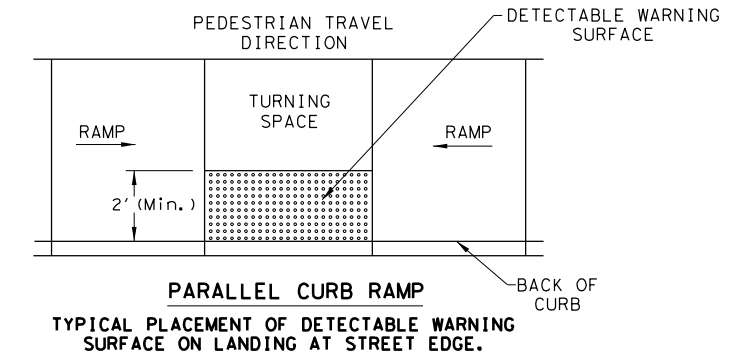 PEDESTRIAN TRAVEL
DIRECTION
DETECTABLE WARNING
SURFACE
TURNING
SPACE
RAMP
RAMP
2' (Min.)
BACK OF
CURB
PARALLEL CURB RAMP
TYPICAL PLACEMENT OF DETECTABLE WARNING
SURFACE ON LANDING AT STREET EDGE.